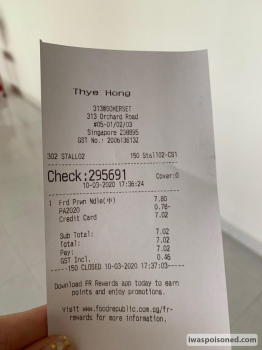 Thye Hong
313@SOMERSET
313 Orchard Road
#05-01/02/03
Singapore 238895
GST No.: 200613613Z
302 STALL02 150 Stall02-CS1
Check:295691 Cover:0
10-03-2020 17:36:24
1 Frd Prwn Ndle(中) 7.80
PA2020 0.78-
Credit Card 7.02
Sub Total: 7.02
Total: 7.02
Pay: 7.02
GST Incl. 0.46
-----150 CLOSED 10-03-2020 17:37:03-----
Download FR Rewards app today to earn
points and enjoy promotions.
Visit www.foodrepublic.com.sg/fr-
rewards for more information.
iwaspoisoned.com